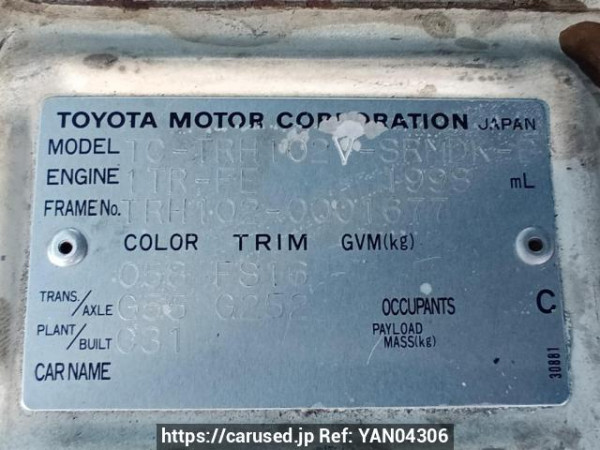 TOYOTA MOTOR CORPORATION JAPAN
MODEL
ENGINE 1TR-FE 1998 mL
FRAME No. TRH102-0001677
COLOR TRIM GVM(kg)
058 FS16 -
TRANS./AXLE G55 G252 OCCUPANTS C
PLANT/BUILT C31 PAYLOAD MASS(kg)
CAR NAME
30881
https://carused.jp Ref: YAN04306